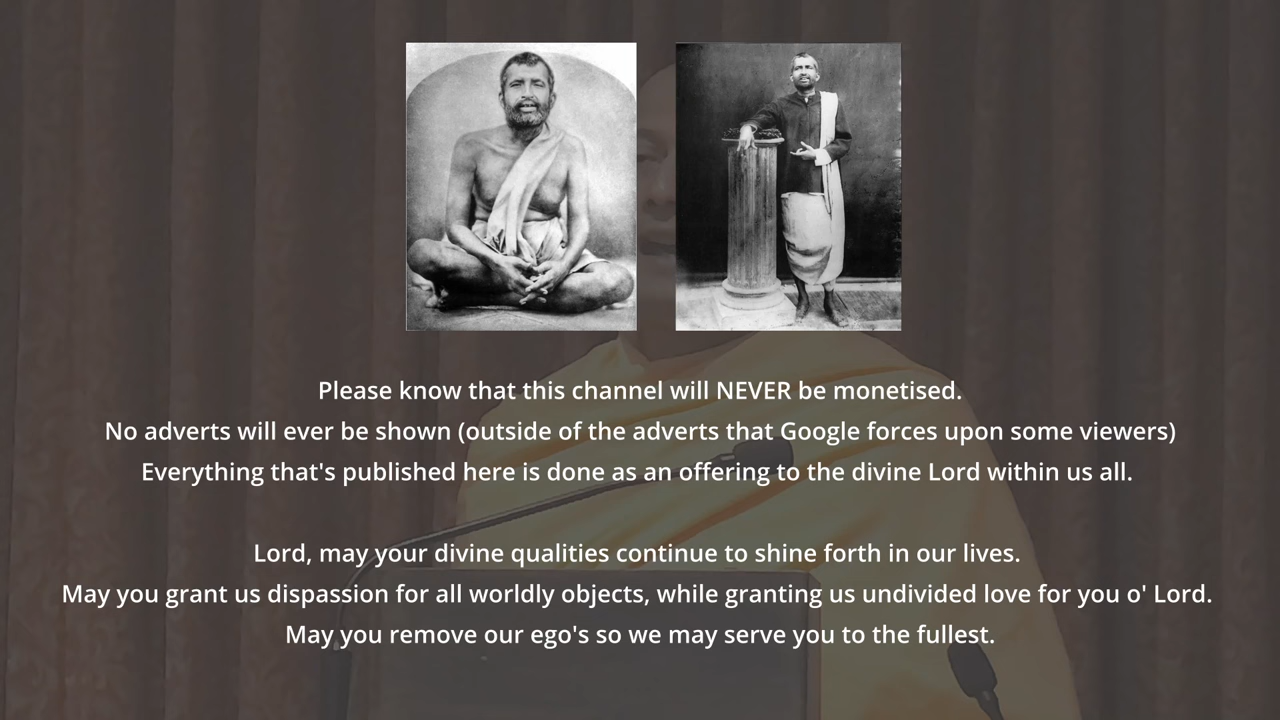 Please know that this channel will NEVER be monetised.
No adverts will ever be shown (outside of the adverts that Google forces upon some viewers)
Everything that's published here is done as an offering to the divine Lord within us all.
Lord, may your divine qualities continue to shine forth in our lives.
May you grant us dispassion for all worldly objects, while granting us undivided love for you o' Lord.
May you remove our ego's so we may serve you to the fullest.